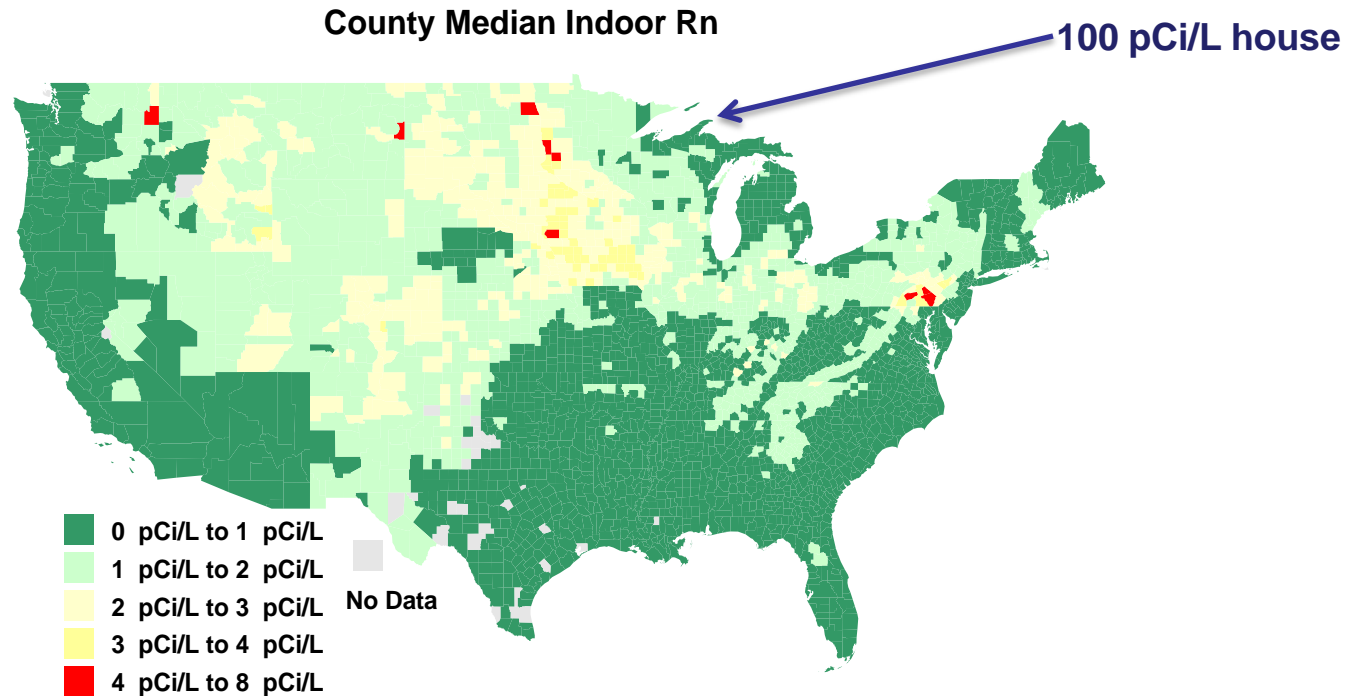 County Median Indoor Rn
100 pCi/L house
0 pCi/L to 1 pCi/L
1 pCi/L to 2 pCi/L
2 pCi/L to 3 pCi/L
3 pCi/L to 4 pCi/L
4 pCi/L to 8 pCi/L
No Data